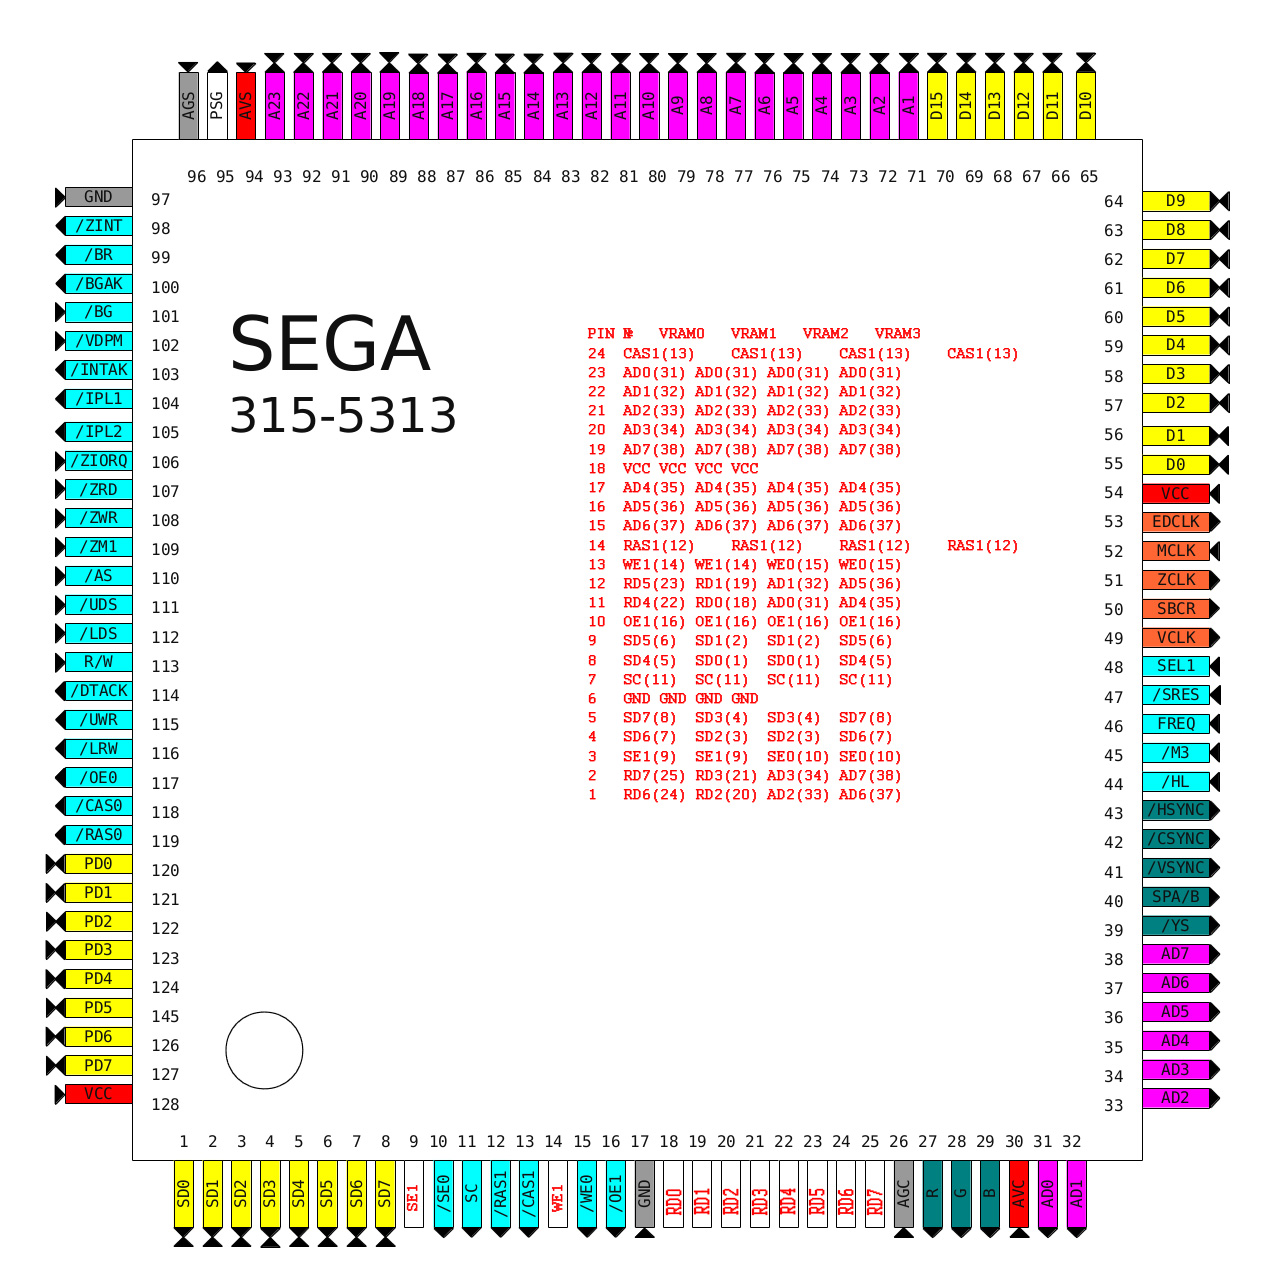 AGS PSG AVS A23 A22 A21 A20 A19 A18 A17 A16 A15 A14 A13 A12 A11 A10 A9 A8 A7 A6 A5 A4 A3 A2 A1 D15 D14 D13 D12 D11 D10
96 95 94 93 92 91 90 89 88 87 86 85 84 83 82 81 80 79 78 77 76 75 74 73 72 71 70 69 68 67 66 65
GND 97
/ZINT 98
/BR 99
/BGAK 100
/BG 101
/VDPM 102
/INTAK 103
/IPL1 104
/IPL2 105
/ZIORQ 106
/ZRD 107
/ZWR 108
/ZM1 109
/AS 110
/UDS 111
/LDS 112
R/W 113
/DTACK 114
/UWR 115
/LRW 116
/OE0 117
/CAS0 118
/RAS0 119
PD0 120
PD1 121
PD2 122
PD3 123
PD4 124
PD5 145
PD6 126
PD7 127
VCC 128
SEGA
315-5313
PIN № VRAM0 VRAM1 VRAM2 VRAM3
24 CAS1(13) CAS1(13) CAS1(13) CAS1(13)
23 AD0(31) AD0(31) AD0(31) AD0(31)
22 AD1(32) AD1(32) AD1(32) AD1(32)
21 AD2(33) AD2(33) AD2(33) AD2(33)
20 AD3(34) AD3(34) AD3(34) AD3(34)
19 AD7(38) AD7(38) AD7(38) AD7(38)
18 VCC VCC VCC VCC
17 AD4(35) AD4(35) AD4(35) AD4(35)
16 AD5(36) AD5(36) AD5(36) AD5(36)
15 AD6(37) AD6(37) AD6(37) AD6(37)
14 RAS1(12) RAS1(12) RAS1(12) RAS1(12)
13 WE1(14) WE1(14) WE0(15) WE0(15)
12 RD5(23) RD1(19) AD1(32) AD5(36)
11 RD4(22) RD0(18) AD0(31) AD4(35)
10 OE1(16) OE1(16) OE1(16) OE1(16)
9 SD5(6) SD1(2) SD1(2) SD5(6)
8 SD4(5) SD0(1) SD0(1) SD4(5)
7 SC(11) SC(11) SC(11) SC(11)
6 GND GND GND GND
5 SD7(8) SD3(4) SD3(4) SD7(8)
4 SD6(7) SD2(3) SD2(3) SD6(7)
3 SE1(9) SE1(9) SE0(10) SE0(10)
2 RD7(25) RD3(21) AD3(34) AD7(38)
1 RD6(24) RD2(20) AD2(33) AD6(37)
64 D9
63 D8
62 D7
61 D6
60 D5
59 D4
58 D3
57 D2
56 D1
55 D0
54 VCC
53 EDCLK
52 MCLK
51 ZCLK
50 SBCR
49 VCLK
48 SEL1
47 /SRES
46 FREQ
45 /M3
44 /HL
43 /HSYNC
42 /CSYNC
41 /VSYNC
40 SPA/B
39 /YS
38 AD7
37 AD6
36 AD5
35 AD4
34 AD3
33 AD2
1 2 3 4 5 6 7 8 9 10 11 12 13 14 15 16 17 18 19 20 21 22 23 24 25 26 27 28 29 30 31 32
SD0 SD1 SD2 SD3 SD4 SD5 SD6 SD7 SE1 /SE0 SC /RAS1 /CAS1 WE1 /WE0 /OE1 GND RD0 RD1 RD2 RD3 RD4 RD5 RD6 RD7 AGC R G B AVC AD0 AD1